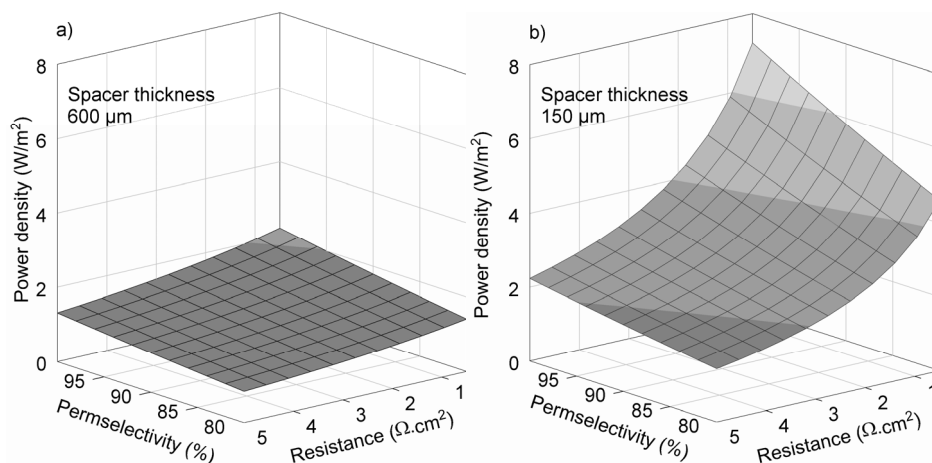 a)
Spacer thickness
600 µm
Power density (W/m²)
8
6
4
2
0
95
90
85
80
Permselectivity (%)
5
4
3
2
1
Resistance (Ω.cm²)
b)
Spacer thickness
150 µm
Power density (W/m²)
8
6
4
2
0
95
90
85
80
Permselectivity (%)
5
4
3
2
Resistance (Ω.cm²)